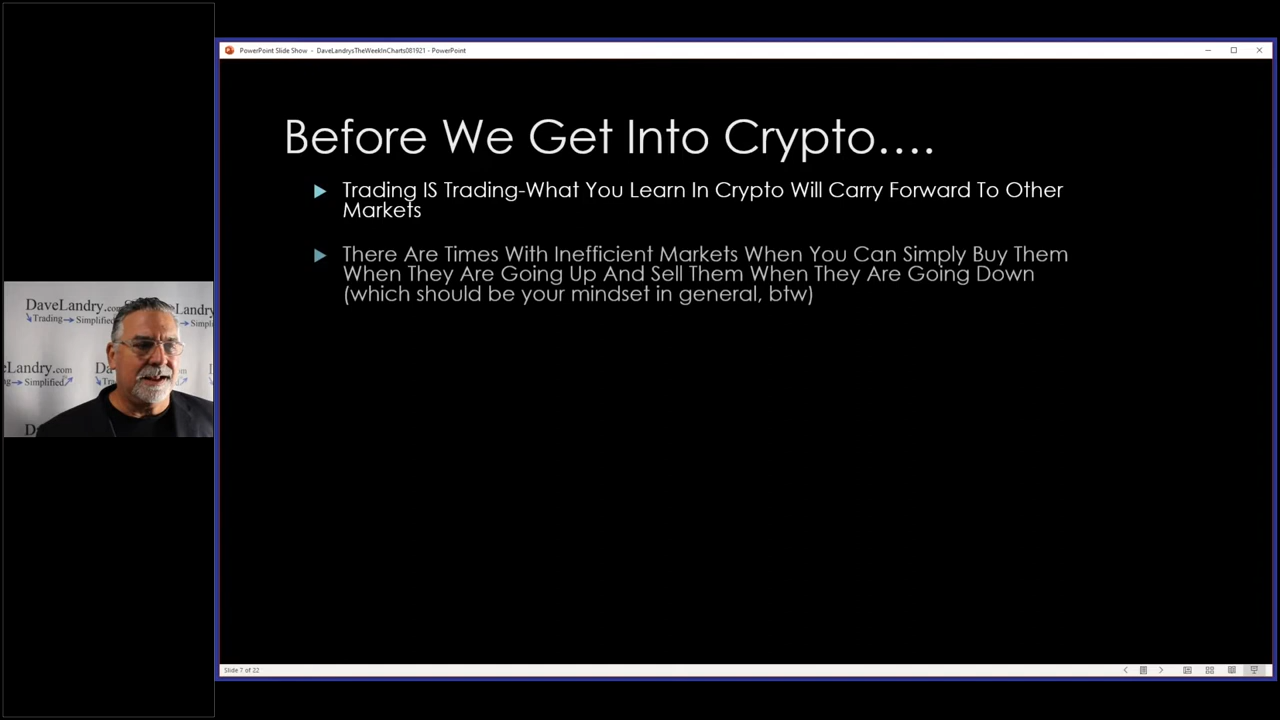 PowerPoint Slide Show - DaveLandrysTheWeekInCharts081921 - PowerPoint
Before We Get Into Crypto....
Trading IS Trading-What You Learn In Crypto Will Carry Forward To Other
Markets
There Are Times With Inefficient Markets When You Can Simply Buy Them
When They Are Going Up And Sell Them When They Are Going Down
(which should be your mindset in general, btw)
DaveLandry.com
Trading Simplified
eLandry.com
Simplified
Slide 7 of 22